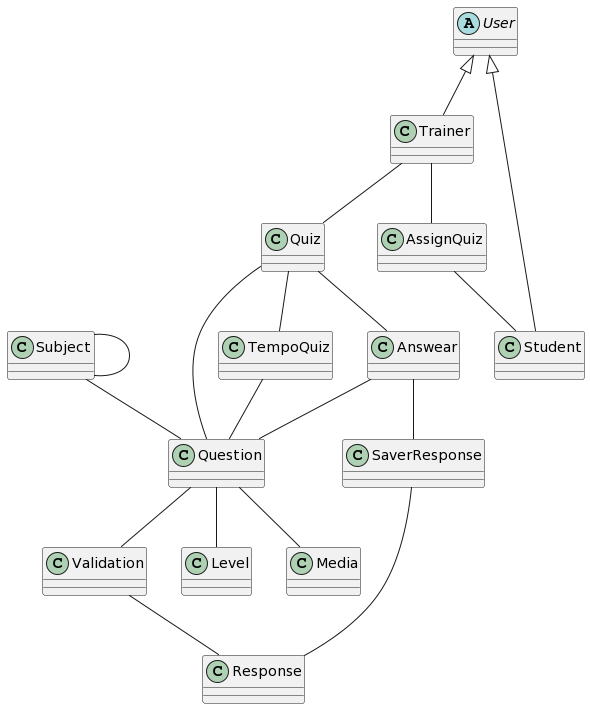 A User
C Trainer
C Quiz
C AssignQuiz
C Subject
C TempoQuiz
C Answear
C Student
C Question
C SaverResponse
C Validation
C Level
C Media
C Response